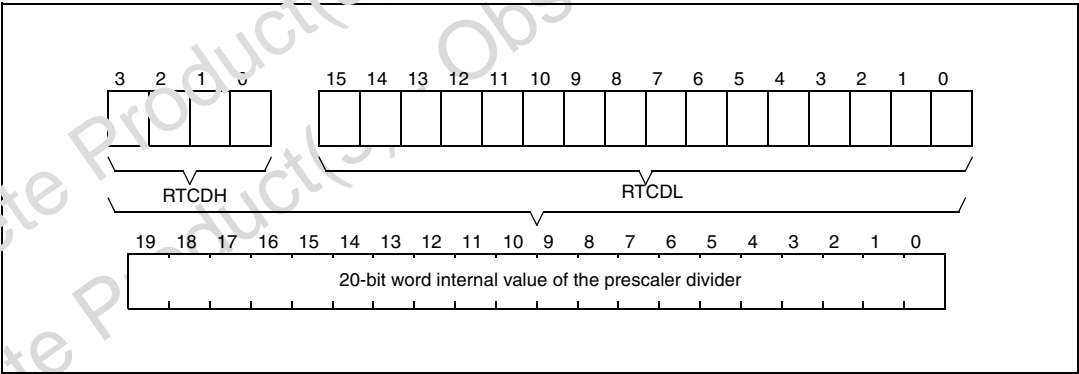 3 2 1 0 15 14 13 12 11 10 9 8 7 6 5 4 3 2 1 0
RTCDH RTCDL
19 18 17 16 15 14 13 12 11 10 9 8 7 6 5 4 3 2 1 0
20-bit word internal value of the prescaler divider